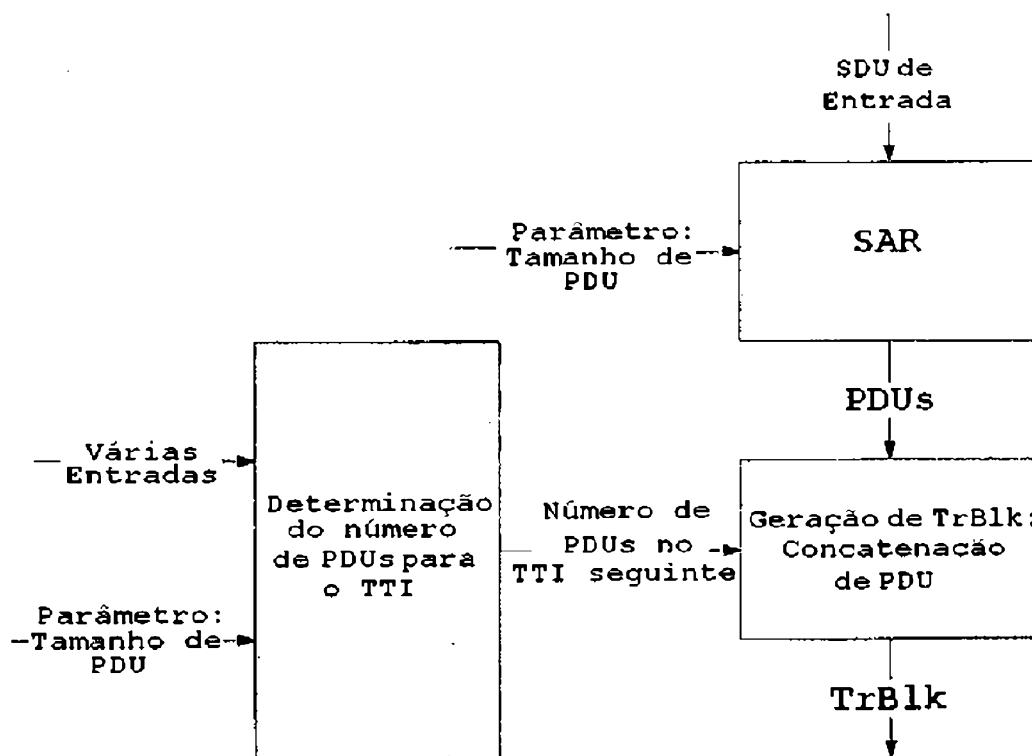 SDU de
Entrada
Parâmetro:
Tamanho de
PDU
SAR
PDUs
Várias
Entradas
Determinação
do número
de PDUs para
o TTI
Parâmetro:
Tamanho de
PDU
Número de
PDUs no
TTI seguinte
Geração de TrBlk:
Concatenação
de PDU
TrBlk